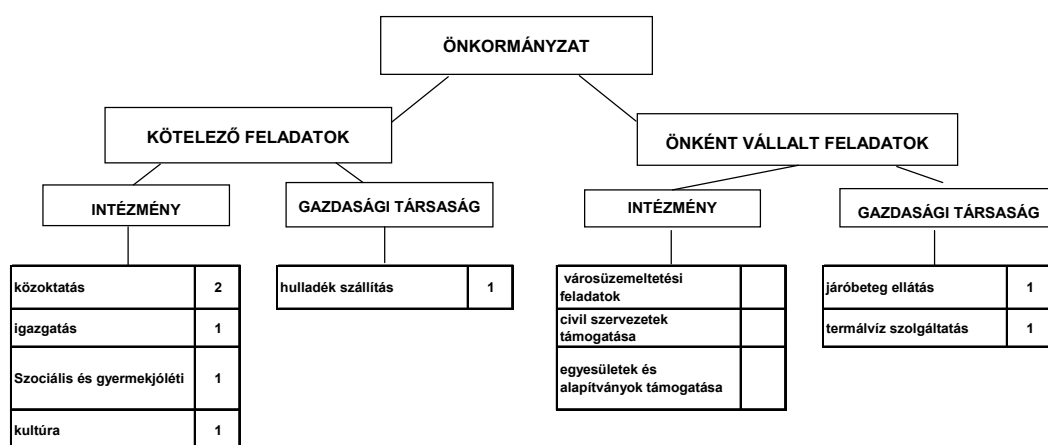 ÖNKORMÁNYZAT
KÖTELEZŐ FELADATOK
ÖNKÉNT VÁLLALT FELADATOK
INTÉZMÉNY
GAZDASÁGI TÁRSASÁG
INTÉZMÉNY
GAZDASÁGI TÁRSASÁG
közoktatás 2
igazgatás 1
Szociális és gyermekjóléti 1
kultúra 1
hulladék szállítás 1
városüzemeltetési
feladatok
civil szervezetek
támogatása
egyesületek és
alapítványok támogatása
járóbeteg ellátás 1
termálvíz szolgáltatás 1